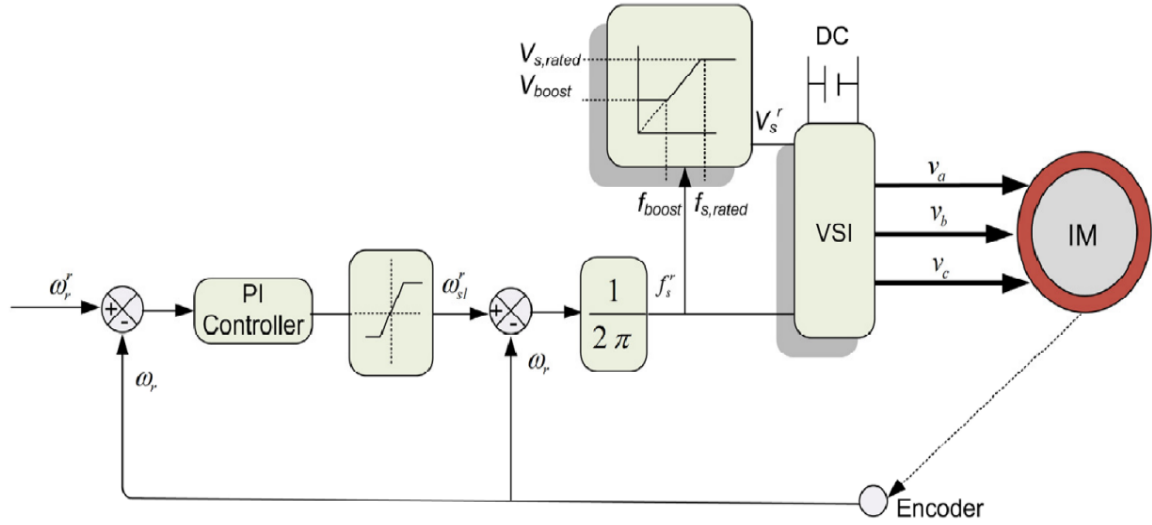 DC
V_s,rated
V_boost
V_s^r
f_boost
f_s,rated
v_a
v_b
v_c
VSI
IM
ω_r^r
+
-
PI
Controller
ω_sl^r
+
-
1
2 π
f_s^r
ω_r
ω_r
Encoder